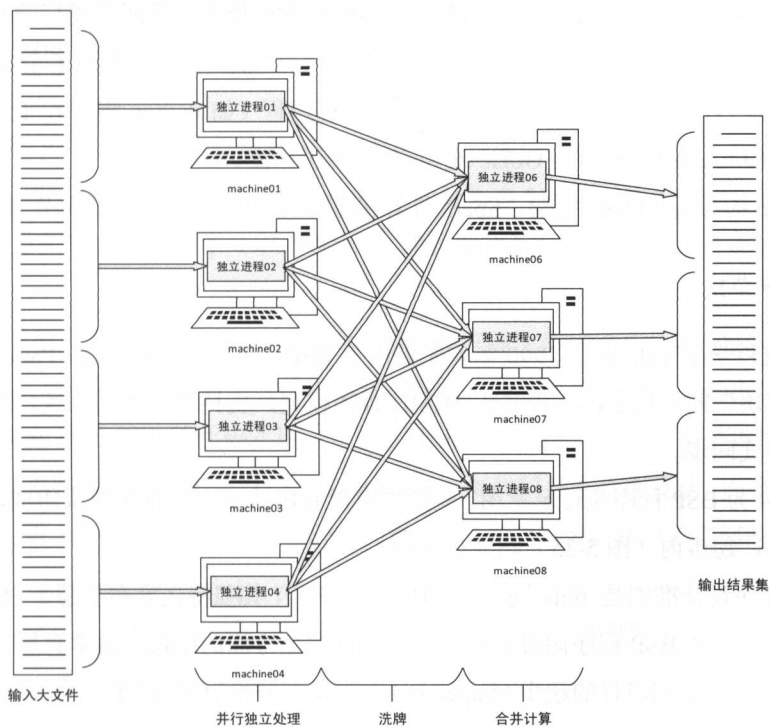 独立进程01
machine01
独立进程02
machine02
独立进程03
machine03
独立进程04
machine04
独立进程06
machine06
独立进程07
machine07
独立进程08
machine08
输入大文件
输出结果集
并行独立处理
洗牌
合并计算